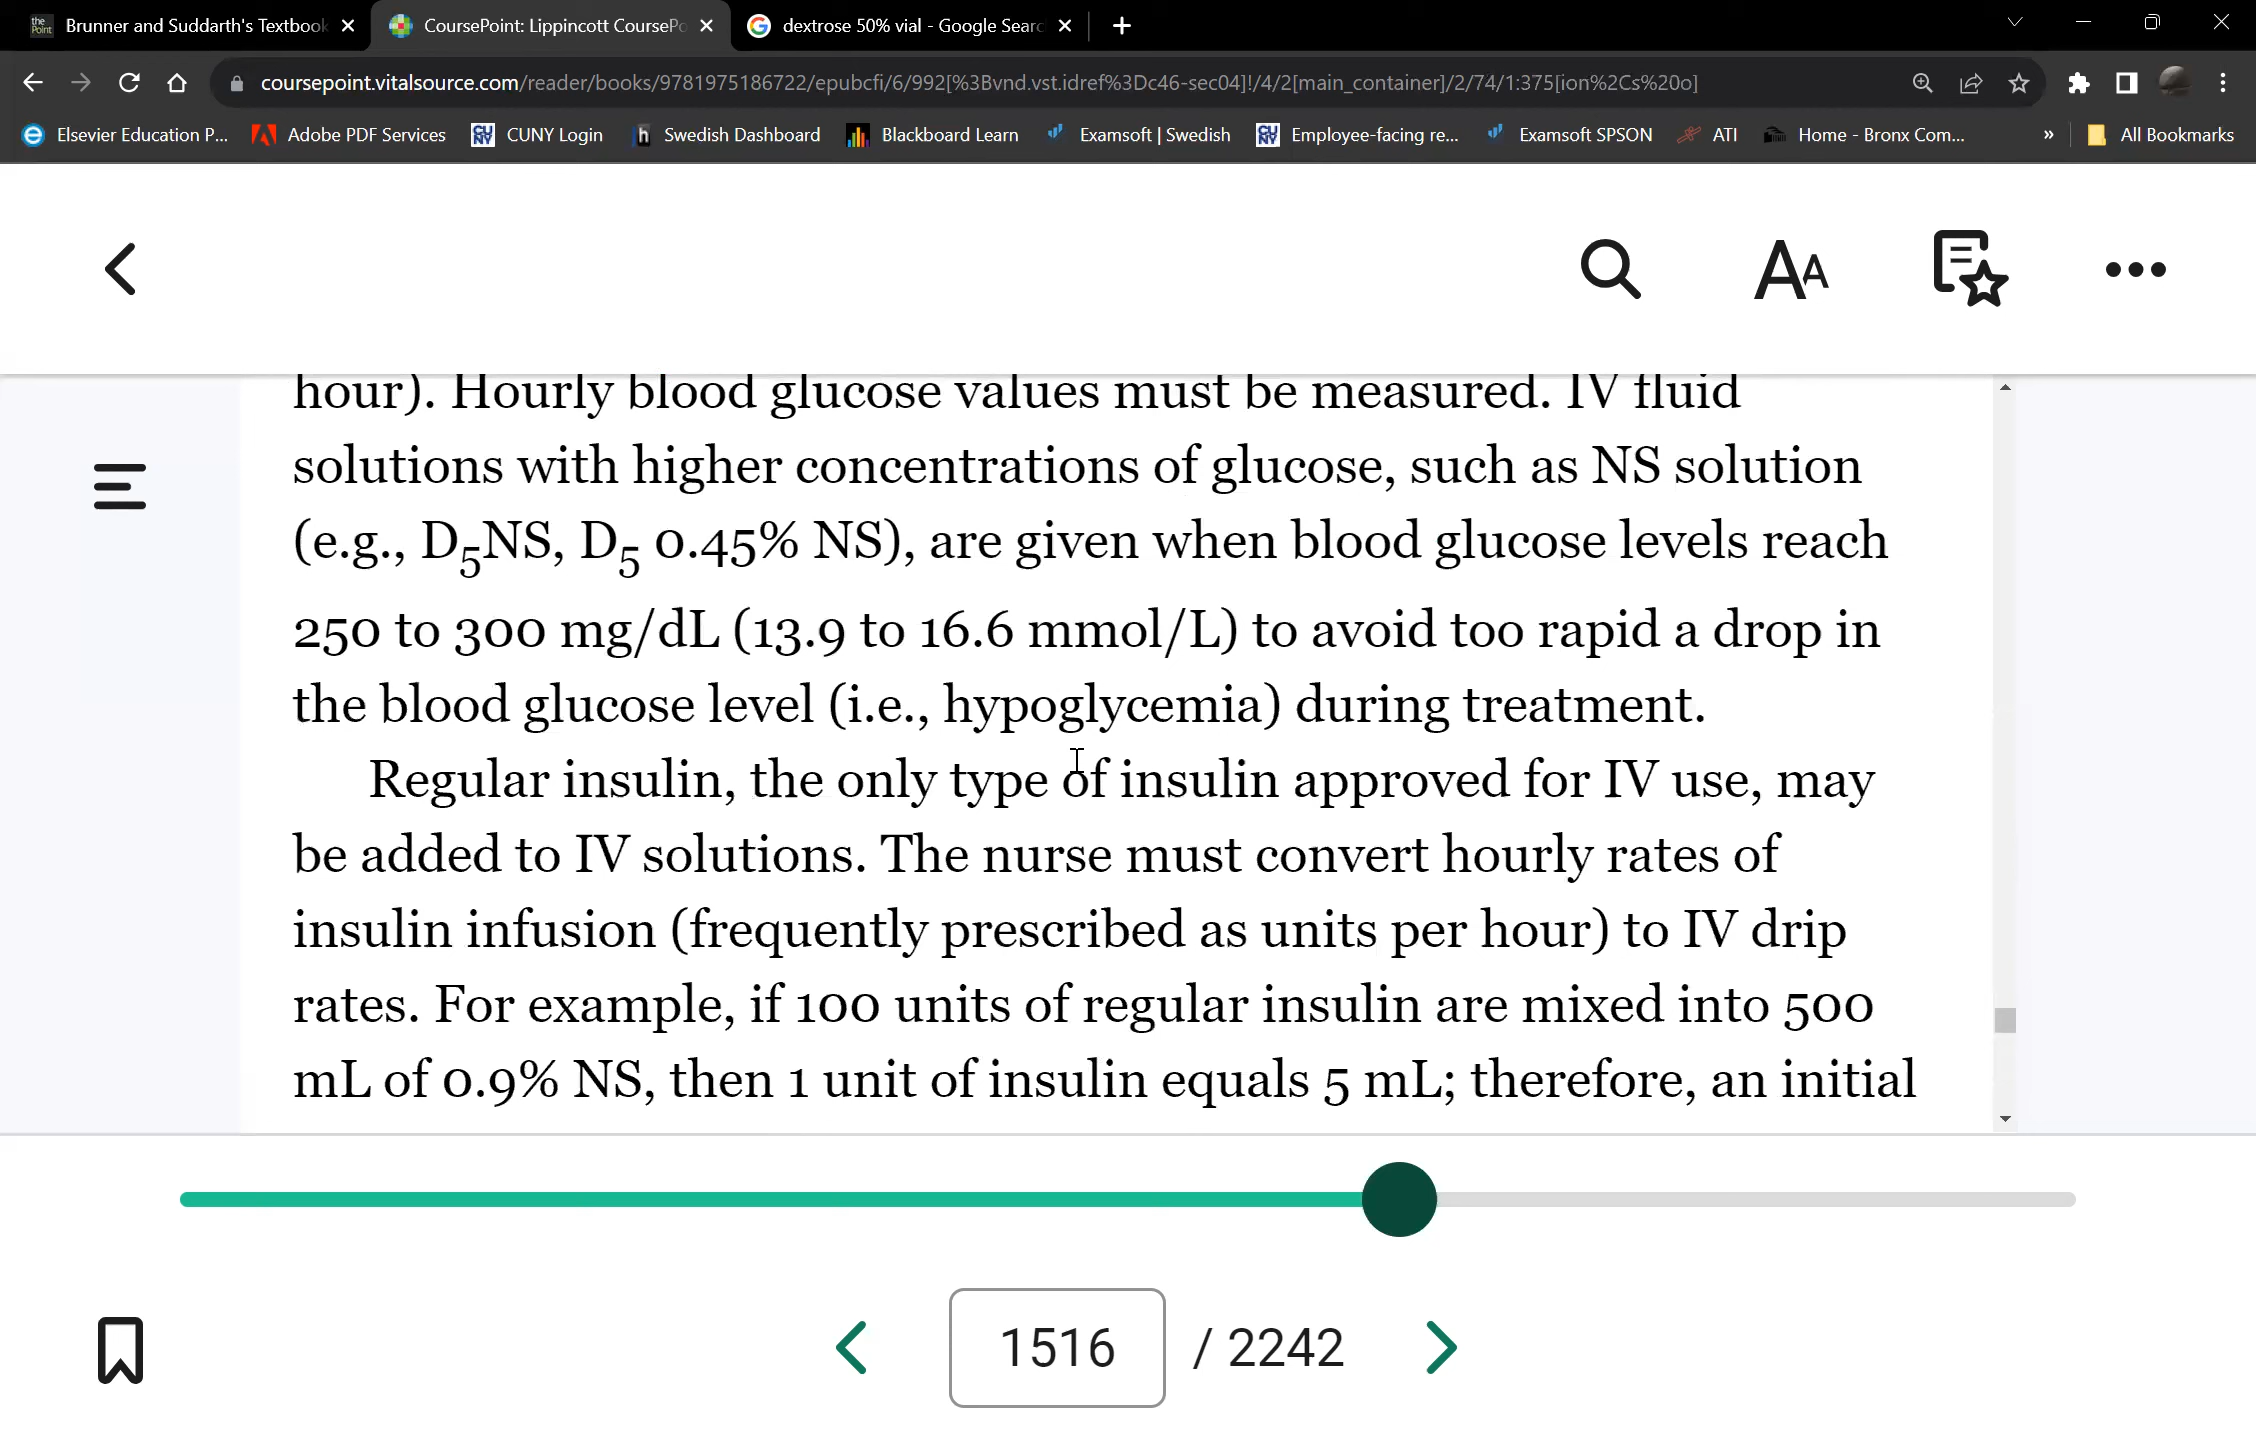 the Point Brunner and Suddarth's Textbook CoursePoint: Lippincott CoursePo dextrose 50% vial - Google Searc
coursepoint.vitalsource.com/reader/books/9781975186722/epubcfi/6/992[%3Bvnd.vst.idref%3Dc46-sec04]!/4/2[main_container]/2/74/1:375[ion%2Cs%20o]
Elsevier Education P... Adobe PDF Services CUNY CUNY Login Swedish Dashboard Blackboard Learn Examsoft | Swedish CUNY Employee-facing re... Examsoft SPSON ATI Home - Bronx Com... » All Bookmarks
AA
hour). Hourly blood glucose values must be measured. IV fluid
solutions with higher concentrations of glucose, such as NS solution
(e.g., D5NS, D5 0.45% NS), are given when blood glucose levels reach
250 to 300 mg/dL (13.9 to 16.6 mmol/L) to avoid too rapid a drop in
the blood glucose level (i.e., hypoglycemia) during treatment.
Regular insulin, the only type of insulin approved for IV use, may
be added to IV solutions. The nurse must convert hourly rates of
insulin infusion (frequently prescribed as units per hour) to IV drip
rates. For example, if 100 units of regular insulin are mixed into 500
mL of 0.9% NS, then 1 unit of insulin equals 5 mL; therefore, an initial
1516 / 2242